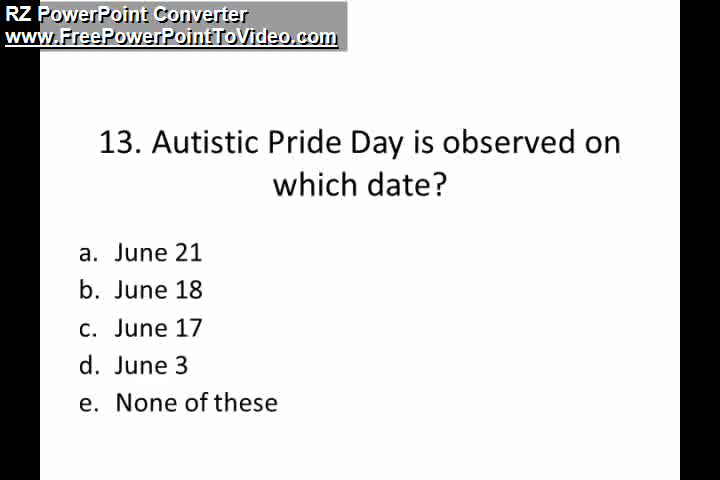 RZ PowerPoint Converter
www.FreePowerPointToVideo.com
13. Autistic Pride Day is observed on
which date?
a. June 21
b. June 18
c. June 17
d. June 3
e. None of these